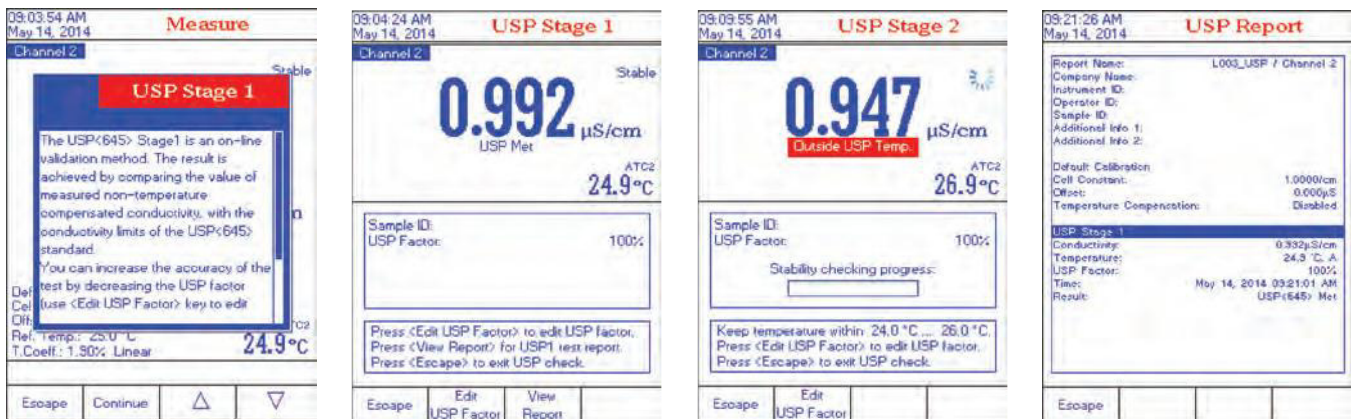 09:03:54 AM
May 14, 2014
Measure
Channel 2
Stable
USP Stage 1
The USP<645> Stage1 is an on-line
validation method. The result is
achieved by comparing the value of
measured non-temperature
compensated conductivity, with the
conductivity limits of the USP<645>
standard.
You can increase the accuracy of the
test by decreasing the USP factor
(use <Edit USP Factor> key to edit
Ref. Temp.: 25.0 °C
T.Coeff.: 1.90% Linear
24.9°C
Escape
Continue
△
▽
09:04:24 AM
May 14, 2014
USP Stage 1
Channel 2
Stable
0.992 µS/cm
USP Met
ATC2
24.9°C
Sample ID:
USP Factor: 100%
Press <Edit USP Factor> to edit USP factor.
Press <View Report> for USP1 test report.
Press <Escape> to exit USP check.
Escape
Edit
USP Factor
View
Report
09:09:55 AM
May 14, 2014
USP Stage 2
Channel 2
0.947 µS/cm
Outside USP Temp.
ATC2
26.9°C
Sample ID:
USP Factor: 100%
Stability checking progress:
Keep temperature within 24.0 °C ... 26.0 °C.
Press <Edit USP Factor> to edit USP factor.
Press <Escape> to exit USP check.
Escape
Edit
USP Factor
09:21:26 AM
May 14, 2014
USP Report
Report Name: L003_USP / Channel 2
Company Name:
Instrument ID:
Operator ID:
Sample ID:
Additional Info 1:
Additional Info 2:
Default Calibration
Cell Constant: 1.0000/cm
Offset: 0.000µS
Temperature Compencation: Disabled
USP Stage 1
Conductivity: 0.992µS/cm
Temperature: 24.9 °C, A
USP Factor: 100%
Time: May 14, 2014 09:21:01 AM
Result: USP<645> Met
Escape